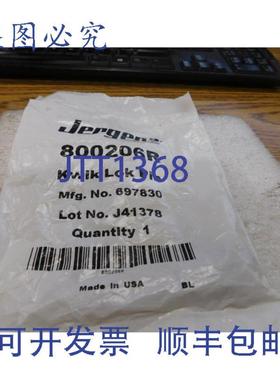 图必究
Jergens
800206R
JTT1368
Kwik Lok
Mfg. No. 697830
Lot No. J41378
Quantity 1
Made in USA BL
可开发票 顺丰包邮